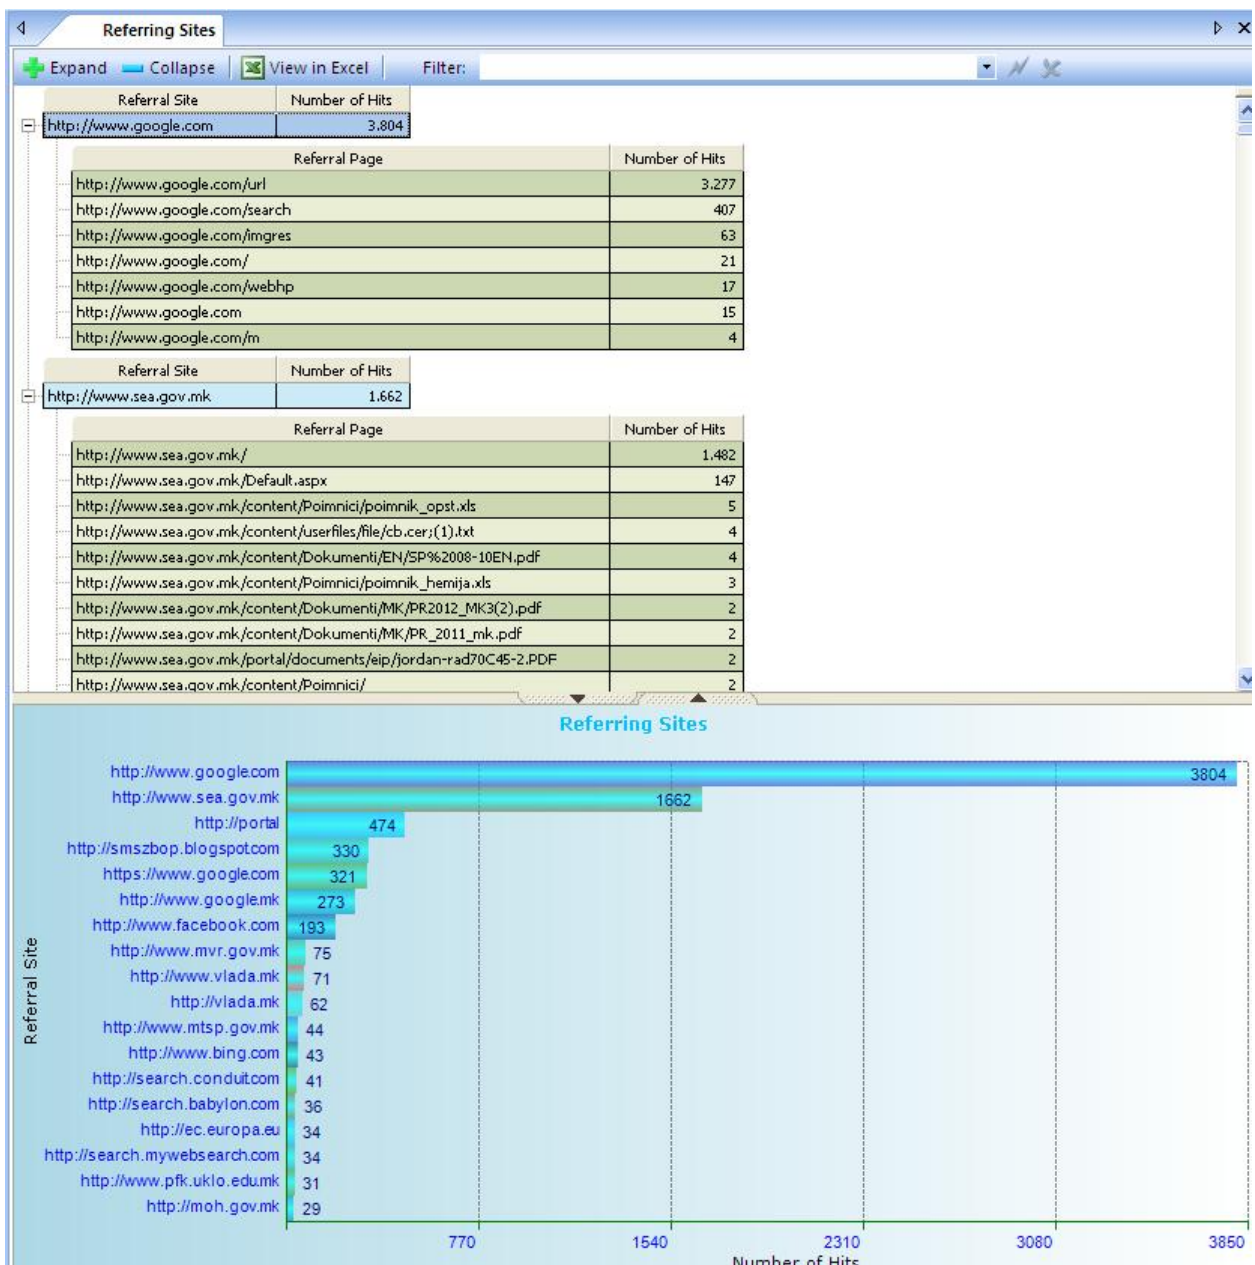 Referring Sites
Expand Collapse View in Excel Filter:
Referral Site Number of Hits
http://www.google.com 3.804
Referral Page Number of Hits
http://www.google.com/url 3.277
http://www.google.com/search 407
http://www.google.com/imgres 63
http://www.google.com/ 21
http://www.google.com/webhp 17
http://www.google.com 15
http://www.google.com/m 4
Referral Site Number of Hits
http://www.sea.gov.mk 1.662
Referral Page Number of Hits
http://www.sea.gov.mk/ 1.482
http://www.sea.gov.mk/Default.aspx 147
http://www.sea.gov.mk/content/Poimnici/poimnik_opst.xls 5
http://www.sea.gov.mk/content/userfiles/file/cb.cer;(1).txt 4
http://www.sea.gov.mk/content/Dokumenti/EN/SP%2008-10EN.pdf 4
http://www.sea.gov.mk/content/Poimnici/poimnik_hemija.xls 3
http://www.sea.gov.mk/content/Dokumenti/MK/PR2012_MK3(2).pdf 2
http://www.sea.gov.mk/content/Dokumenti/MK/PR_2011_mk.pdf 2
http://www.sea.gov.mk/portal/documents/eip/jordan-rad70C45-2.PDF 2
http://www.sea.gov.mk/content/Poimnici/ 2
Referring Sites
http://www.google.com 3804
http://www.sea.gov.mk 1662
http://portal 474
http://smszbop.blogspot.com 330
https://www.google.com 321
http://www.google.mk 273
http://www.facebook.com 193
http://www.mvr.gov.mk 75
http://www.vlada.mk 71
http://vlada.mk 62
http://www.mtsp.gov.mk 44
http://www.bing.com 43
http://search.conduit.com 41
http://search.babylon.com 36
http://ec.europa.eu 34
http://search.mywebsearch.com 34
http://www.pfk.uklo.edu.mk 31
http://moh.gov.mk 29
Referral Site
770 1540 2310 3080 3850
Number of Hits